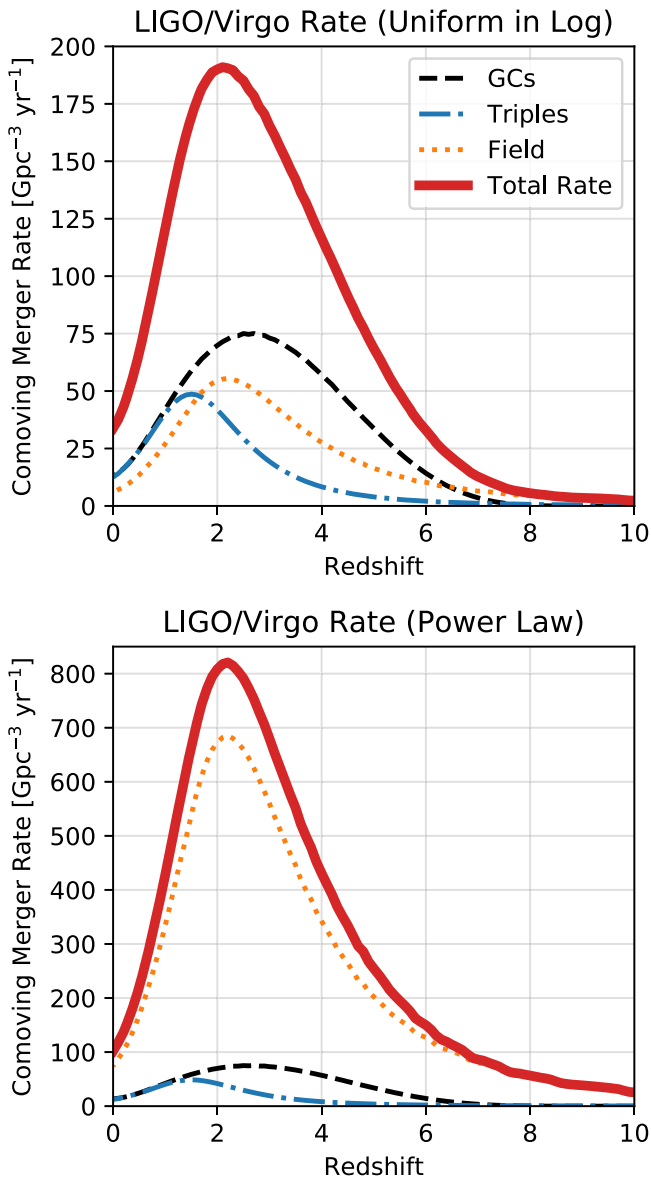 LIGO/Virgo Rate (Uniform in Log)
Comoving Merger Rate [Gpc⁻³ yr⁻¹]
200
175
150
125
100
75
50
25
0
GCs
Triples
Field
Total Rate
0 2 4 6 8 10
Redshift
LIGO/Virgo Rate (Power Law)
Comoving Merger Rate [Gpc⁻³ yr⁻¹]
800
700
600
500
400
300
200
100
0
0 2 4 6 8 10
Redshift